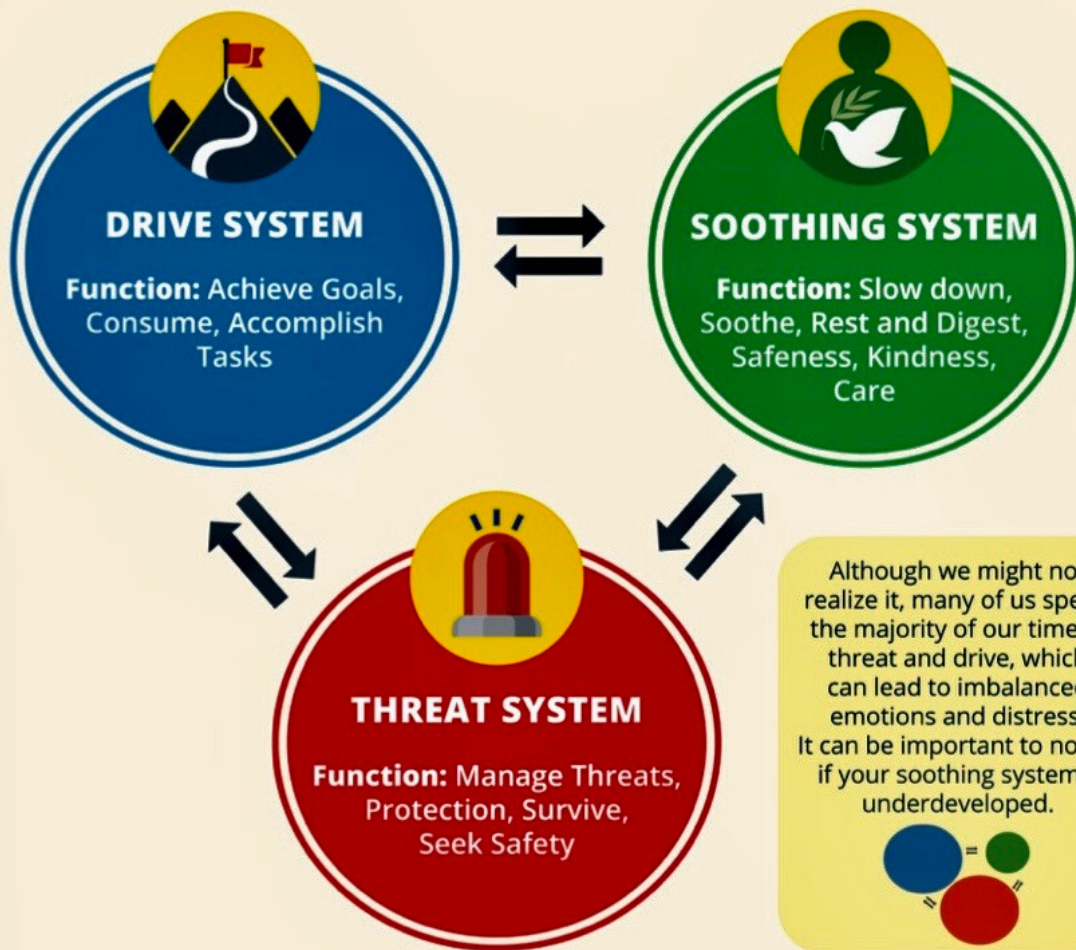 DRIVE SYSTEM
Function: Achieve Goals,
Consume, Accomplish
Tasks
SOOTHING SYSTEM
Function: Slow down,
Soothe, Rest and Digest,
Safeness, Kindness,
Care
THREAT SYSTEM
Function: Manage Threats,
Protection, Survive,
Seek Safety
Although we might
realize it, many of us
the majority of our time
threat and drive,
can lead to
emotions and distress
It can be important to
if your soothing system
underdeveloped.